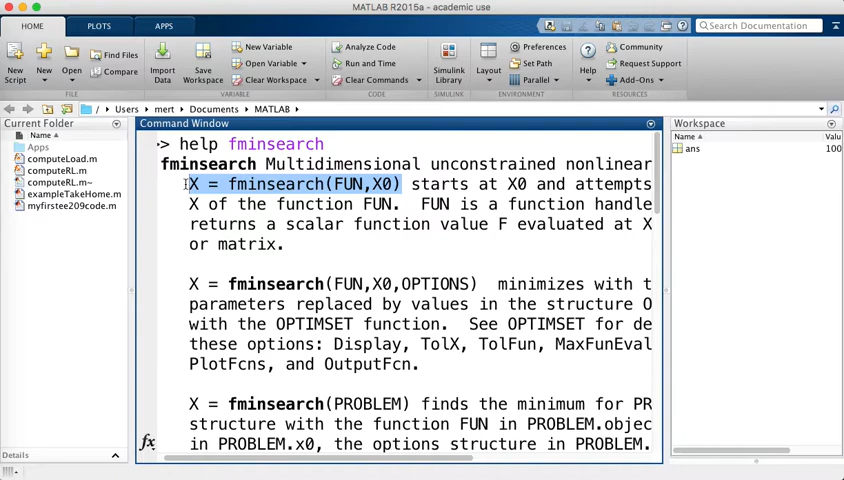 MATLAB R2015a - academic use
HOME PLOTS APPS
Search Documentation
New Script
New
Open
Find Files
Compare
Import Data
Save Workspace
New Variable
Open Variable
Clear Workspace
Analyze Code
Run and Time
Clear Commands
Simulink Library
Layout
Preferences
Set Path
Parallel
Help
Community
Request Support
Add-Ons
FILE VARIABLE CODE SIMULINK ENVIRONMENT RESOURCES
/ Users mert Documents MATLAB
Current Folder
Name
Apps
computeLoad.m
computeRL.m
computeRL.m~
exampleTakeHome.m
myfirstee209code.m
Details
Command Window
>> help fminsearch
fminsearch Multidimensional unconstrained nonlinear
X = fminsearch(FUN,X0) starts at X0 and attempts
X of the function FUN.  FUN is a function handle
returns a scalar function value F evaluated at X
or matrix.
X = fminsearch(FUN,X0,OPTIONS)  minimizes with t
parameters replaced by values in the structure O
with the OPTIMSET function.  See OPTIMSET for de
these options: Display, TolX, TolFun, MaxFunEval
PlotFcns, and OutputFcn.
X = fminsearch(PROBLEM) finds the minimum for PR
structure with the function FUN in PROBLEM.objec
in PROBLEM.x0, the options structure in PROBLEM.
fx
Workspace
Name Valu
ans 100